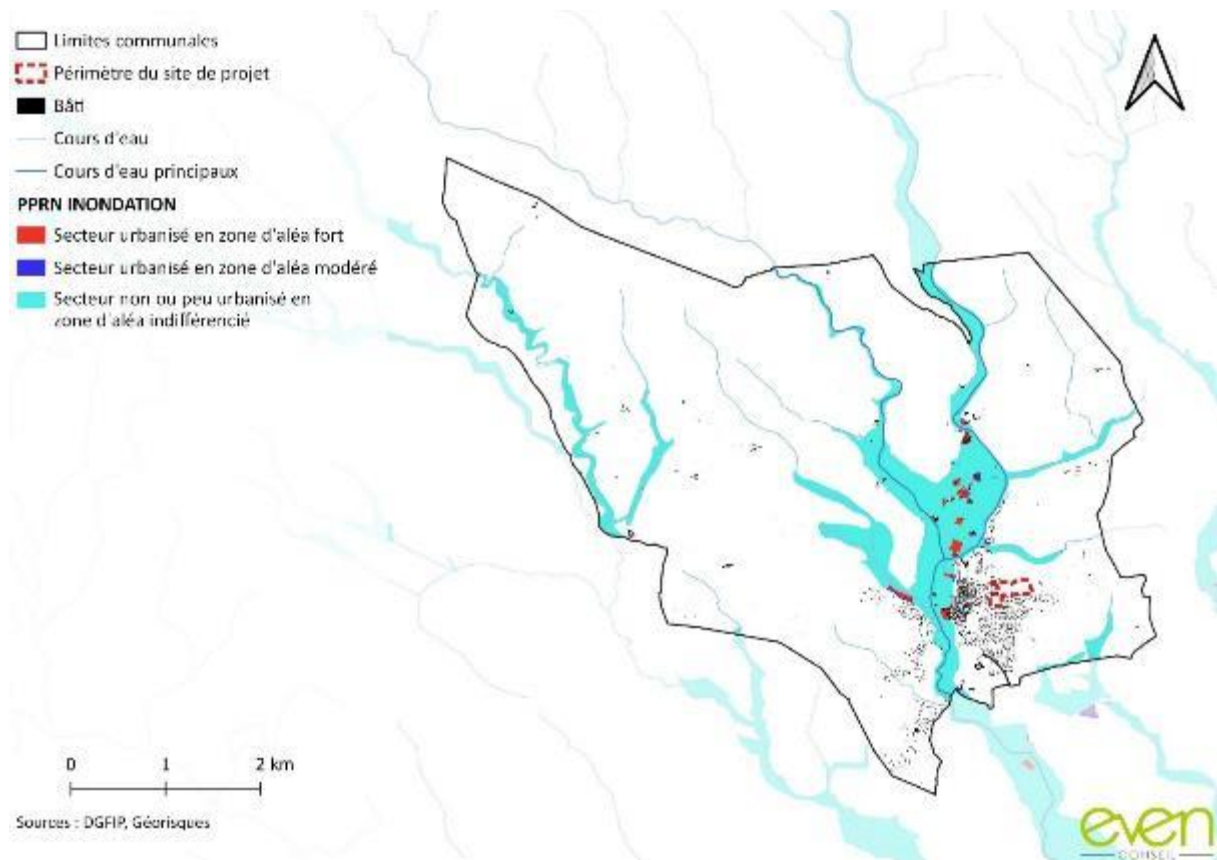 Limites communales
Périmètre du site de projet
Bâti
Cours d'eau
Cours d'eau principaux
PPRN INONDATION
Secteur urbanisé en zone d'aléa fort
Secteur urbanisé en zone d'aléa modéré
Secteur non ou peu urbanisé en
zone d'aléa indifférencié
0 1 2 km
Sources : DGFIP, Géorisques
even
CONSEIL